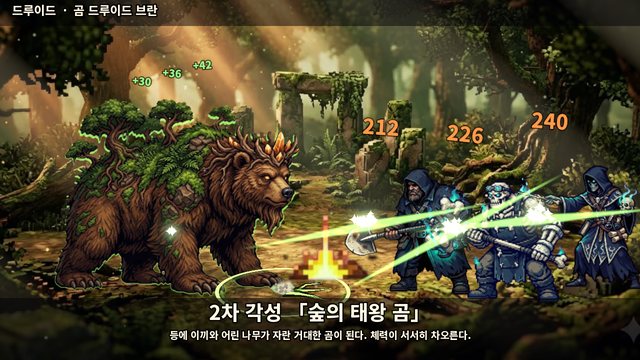 드루이드 · 곰 드루이드 브란
+30
+36
+42
212
226
240
2차 각성 「숲의 태왕 곰」
등에 이끼와 어린 나무가 자란 거대한 곰이 된다. 체력이 서서히 차오른다.